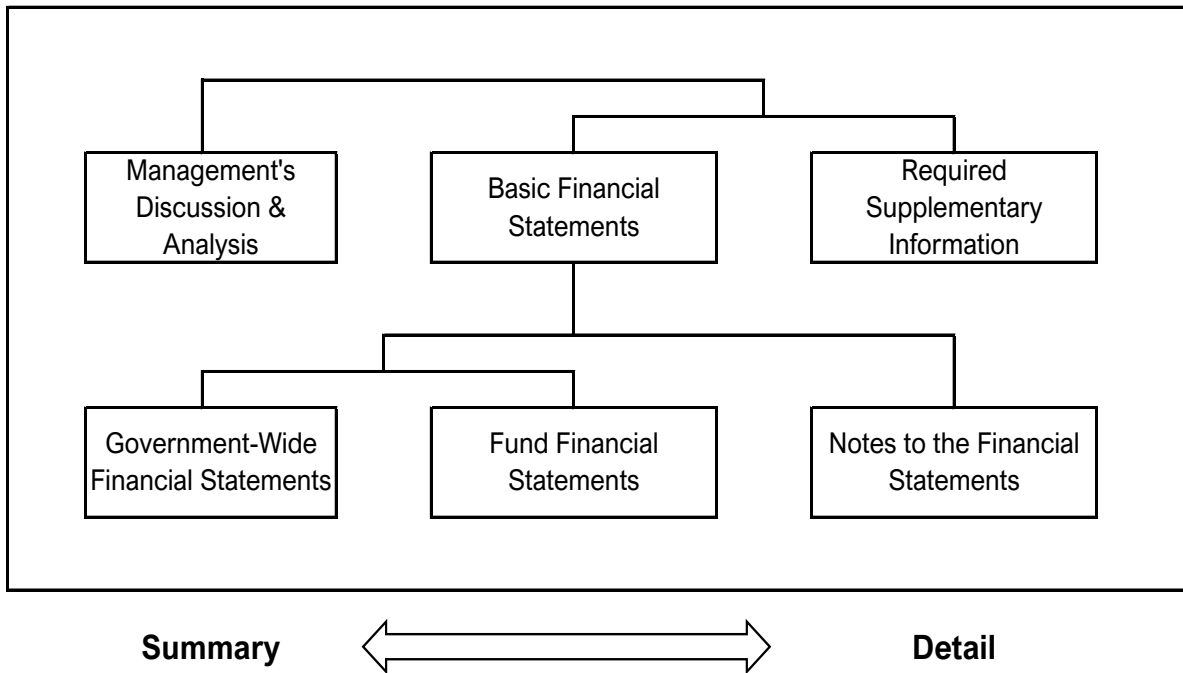 Management's
Discussion &
Analysis
Basic Financial
Statements
Required
Supplementary
Information
Government-Wide
Financial Statements
Fund Financial
Statements
Notes to the Financial
Statements
Summary
Detail